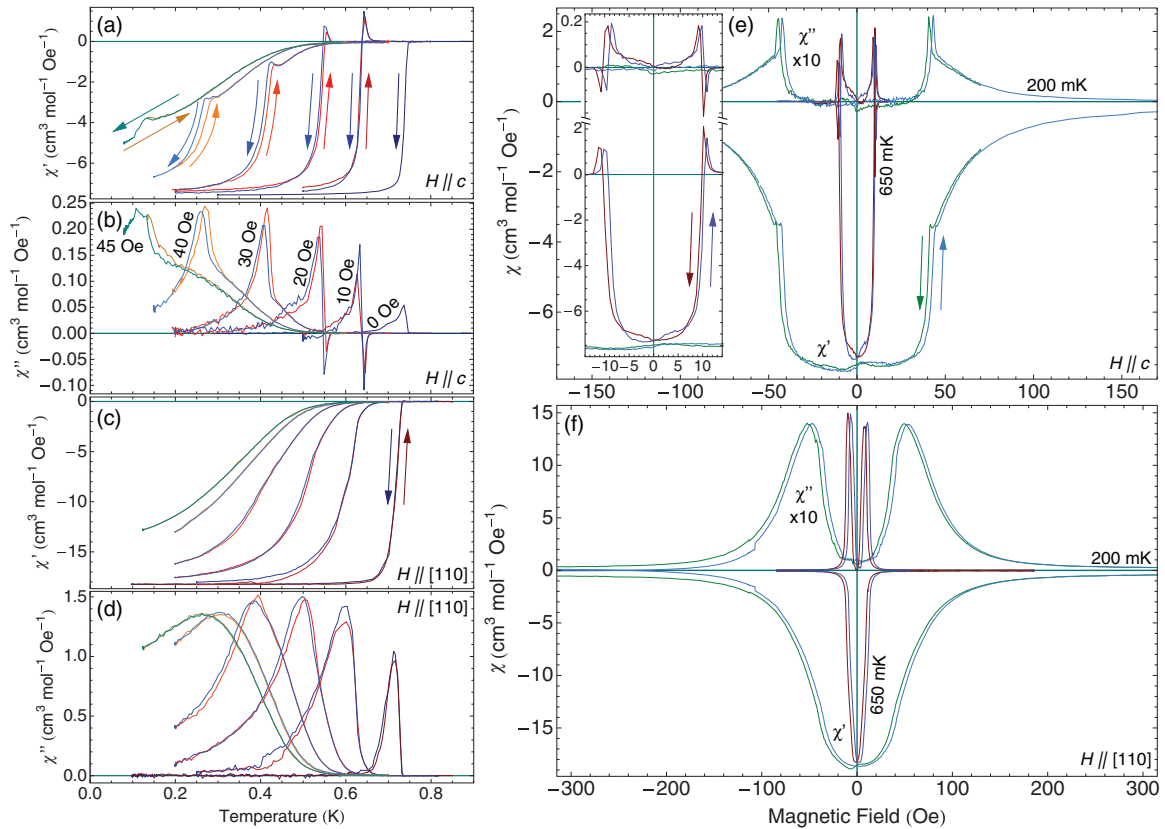 (a)
0
−2
−4
−6
χ' (cm³ mol⁻¹ Oe⁻¹)
H // c
(b)
0.25
0.20
0.15
0.10
0.05
0.00
−0.05
−0.10
χ'' (cm³ mol⁻¹ Oe⁻¹)
45 Oe
40 Oe
30 Oe
20 Oe
10 Oe
0 Oe
H // c
(c)
0
−5
−10
−15
χ' (cm³ mol⁻¹ Oe⁻¹)
H // [110]
(d)
1.5
1.0
0.5
0.0
χ'' (cm³ mol⁻¹ Oe⁻¹)
H // [110]
0.0 0.2 0.4 0.6 0.8
Temperature (K)
(e)
2
0
−2
−4
−6
χ (cm³ mol⁻¹ Oe⁻¹)
0.2
0
2
0
−2
−4
−6
−10 −5 0 5 10
χ''
x10
200 mK
650 mK
χ'
H // c
−150 −100 −50 0 50 100 150
(f)
15
10
5
0
−5
−10
−15
χ (cm³ mol⁻¹ Oe⁻¹)
χ''
x10
200 mK
650 mK
χ'
H // [110]
−300 −200 −100 0 100 200 300
Magnetic Field (Oe)